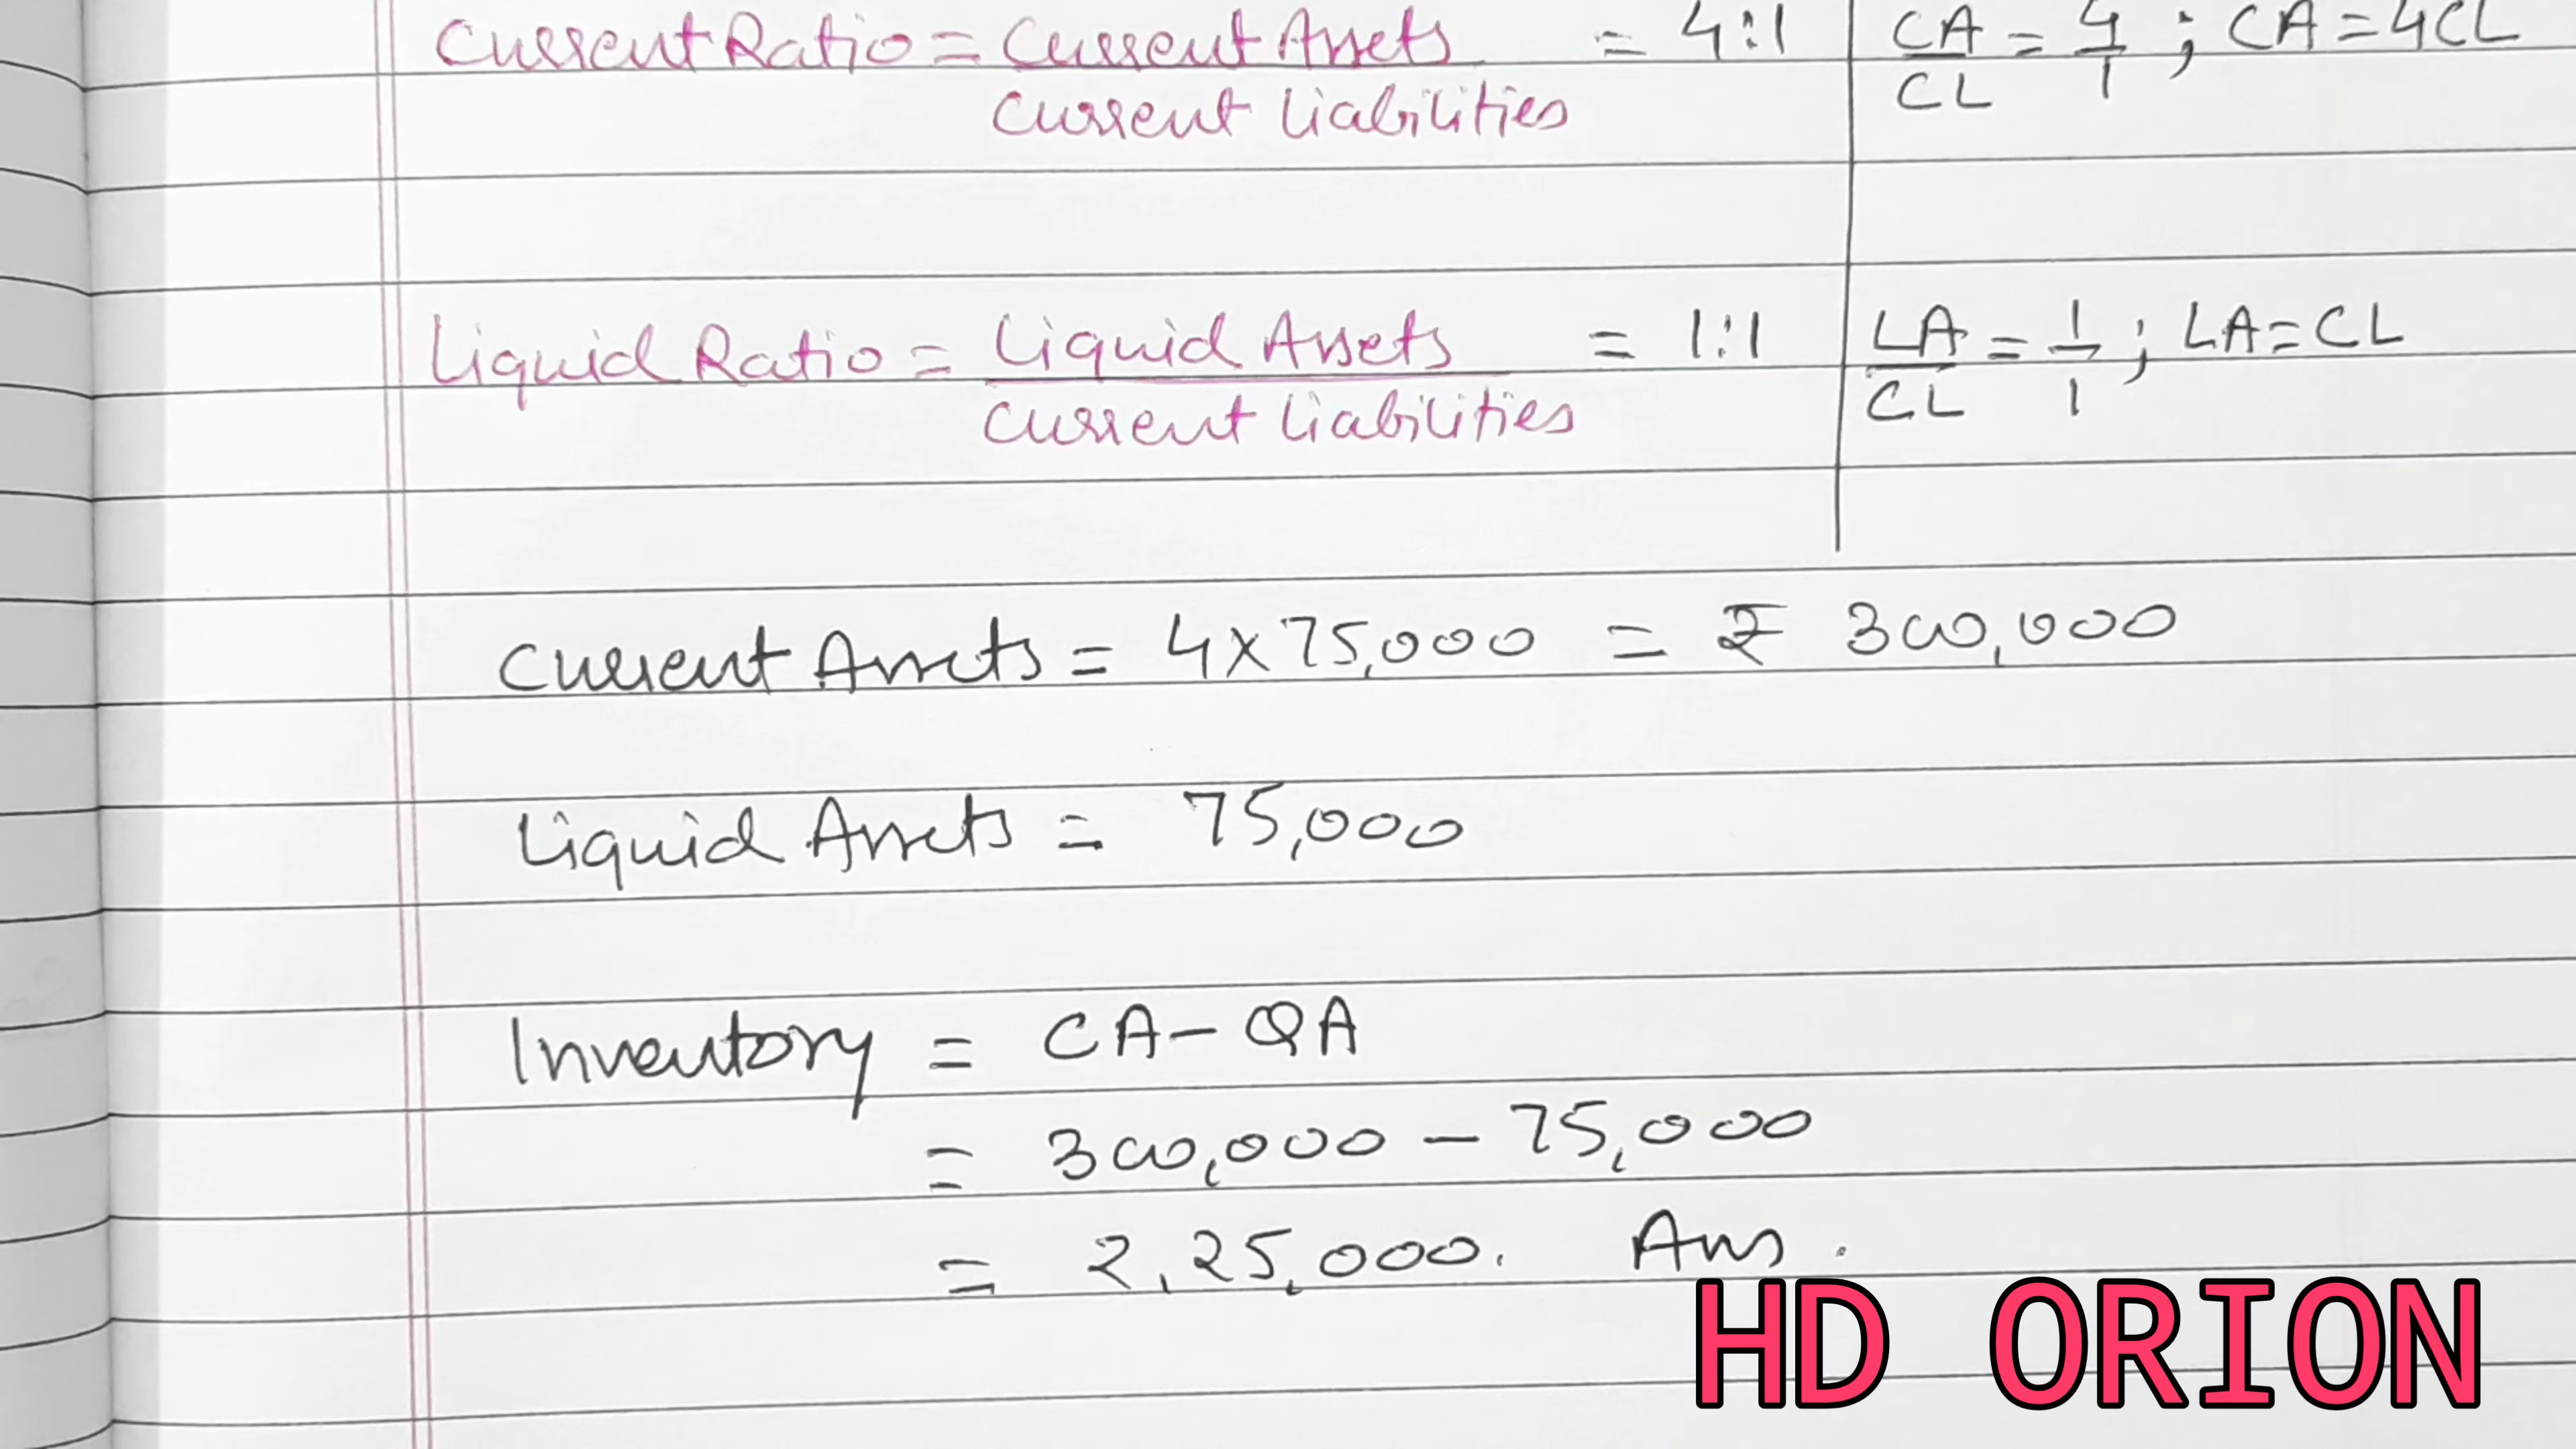 Current Ratio = Current Assets / Current liabilities = 4:1 | CA / CL = 4 / 1 ; CA = 4CL
Liquid Ratio = Liquid Assets / Current liabilities = 1:1 | LA / CL = 1 / 1 ; LA = CL
Current Assets = 4 x 75,000 = ₹ 300,000
Liquid Assets = 75,000
Inventory = CA - QA
= 300,000 - 75,000
= 2,25,000. Ans.
HD ORION